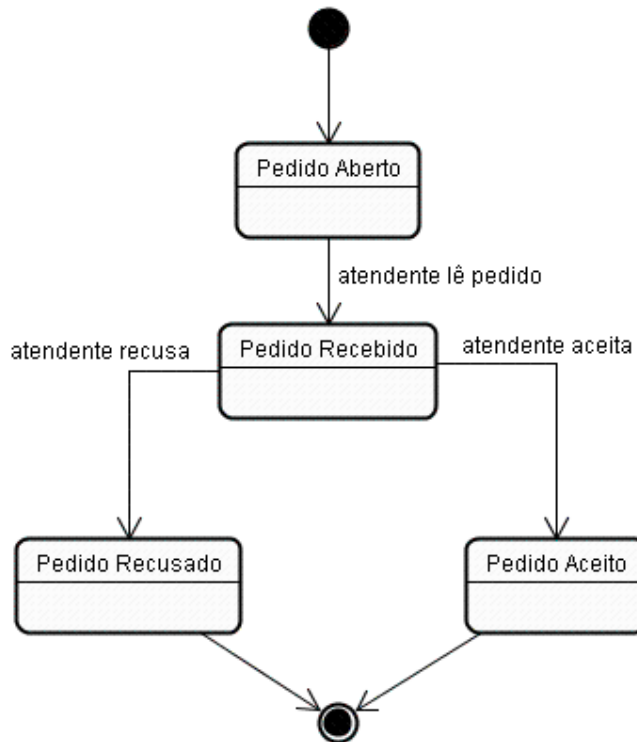 Pedido Aberto
atendente lê pedido
Pedido Recebido
atendente recusa
atendente aceita
Pedido Recusado
Pedido Aceito